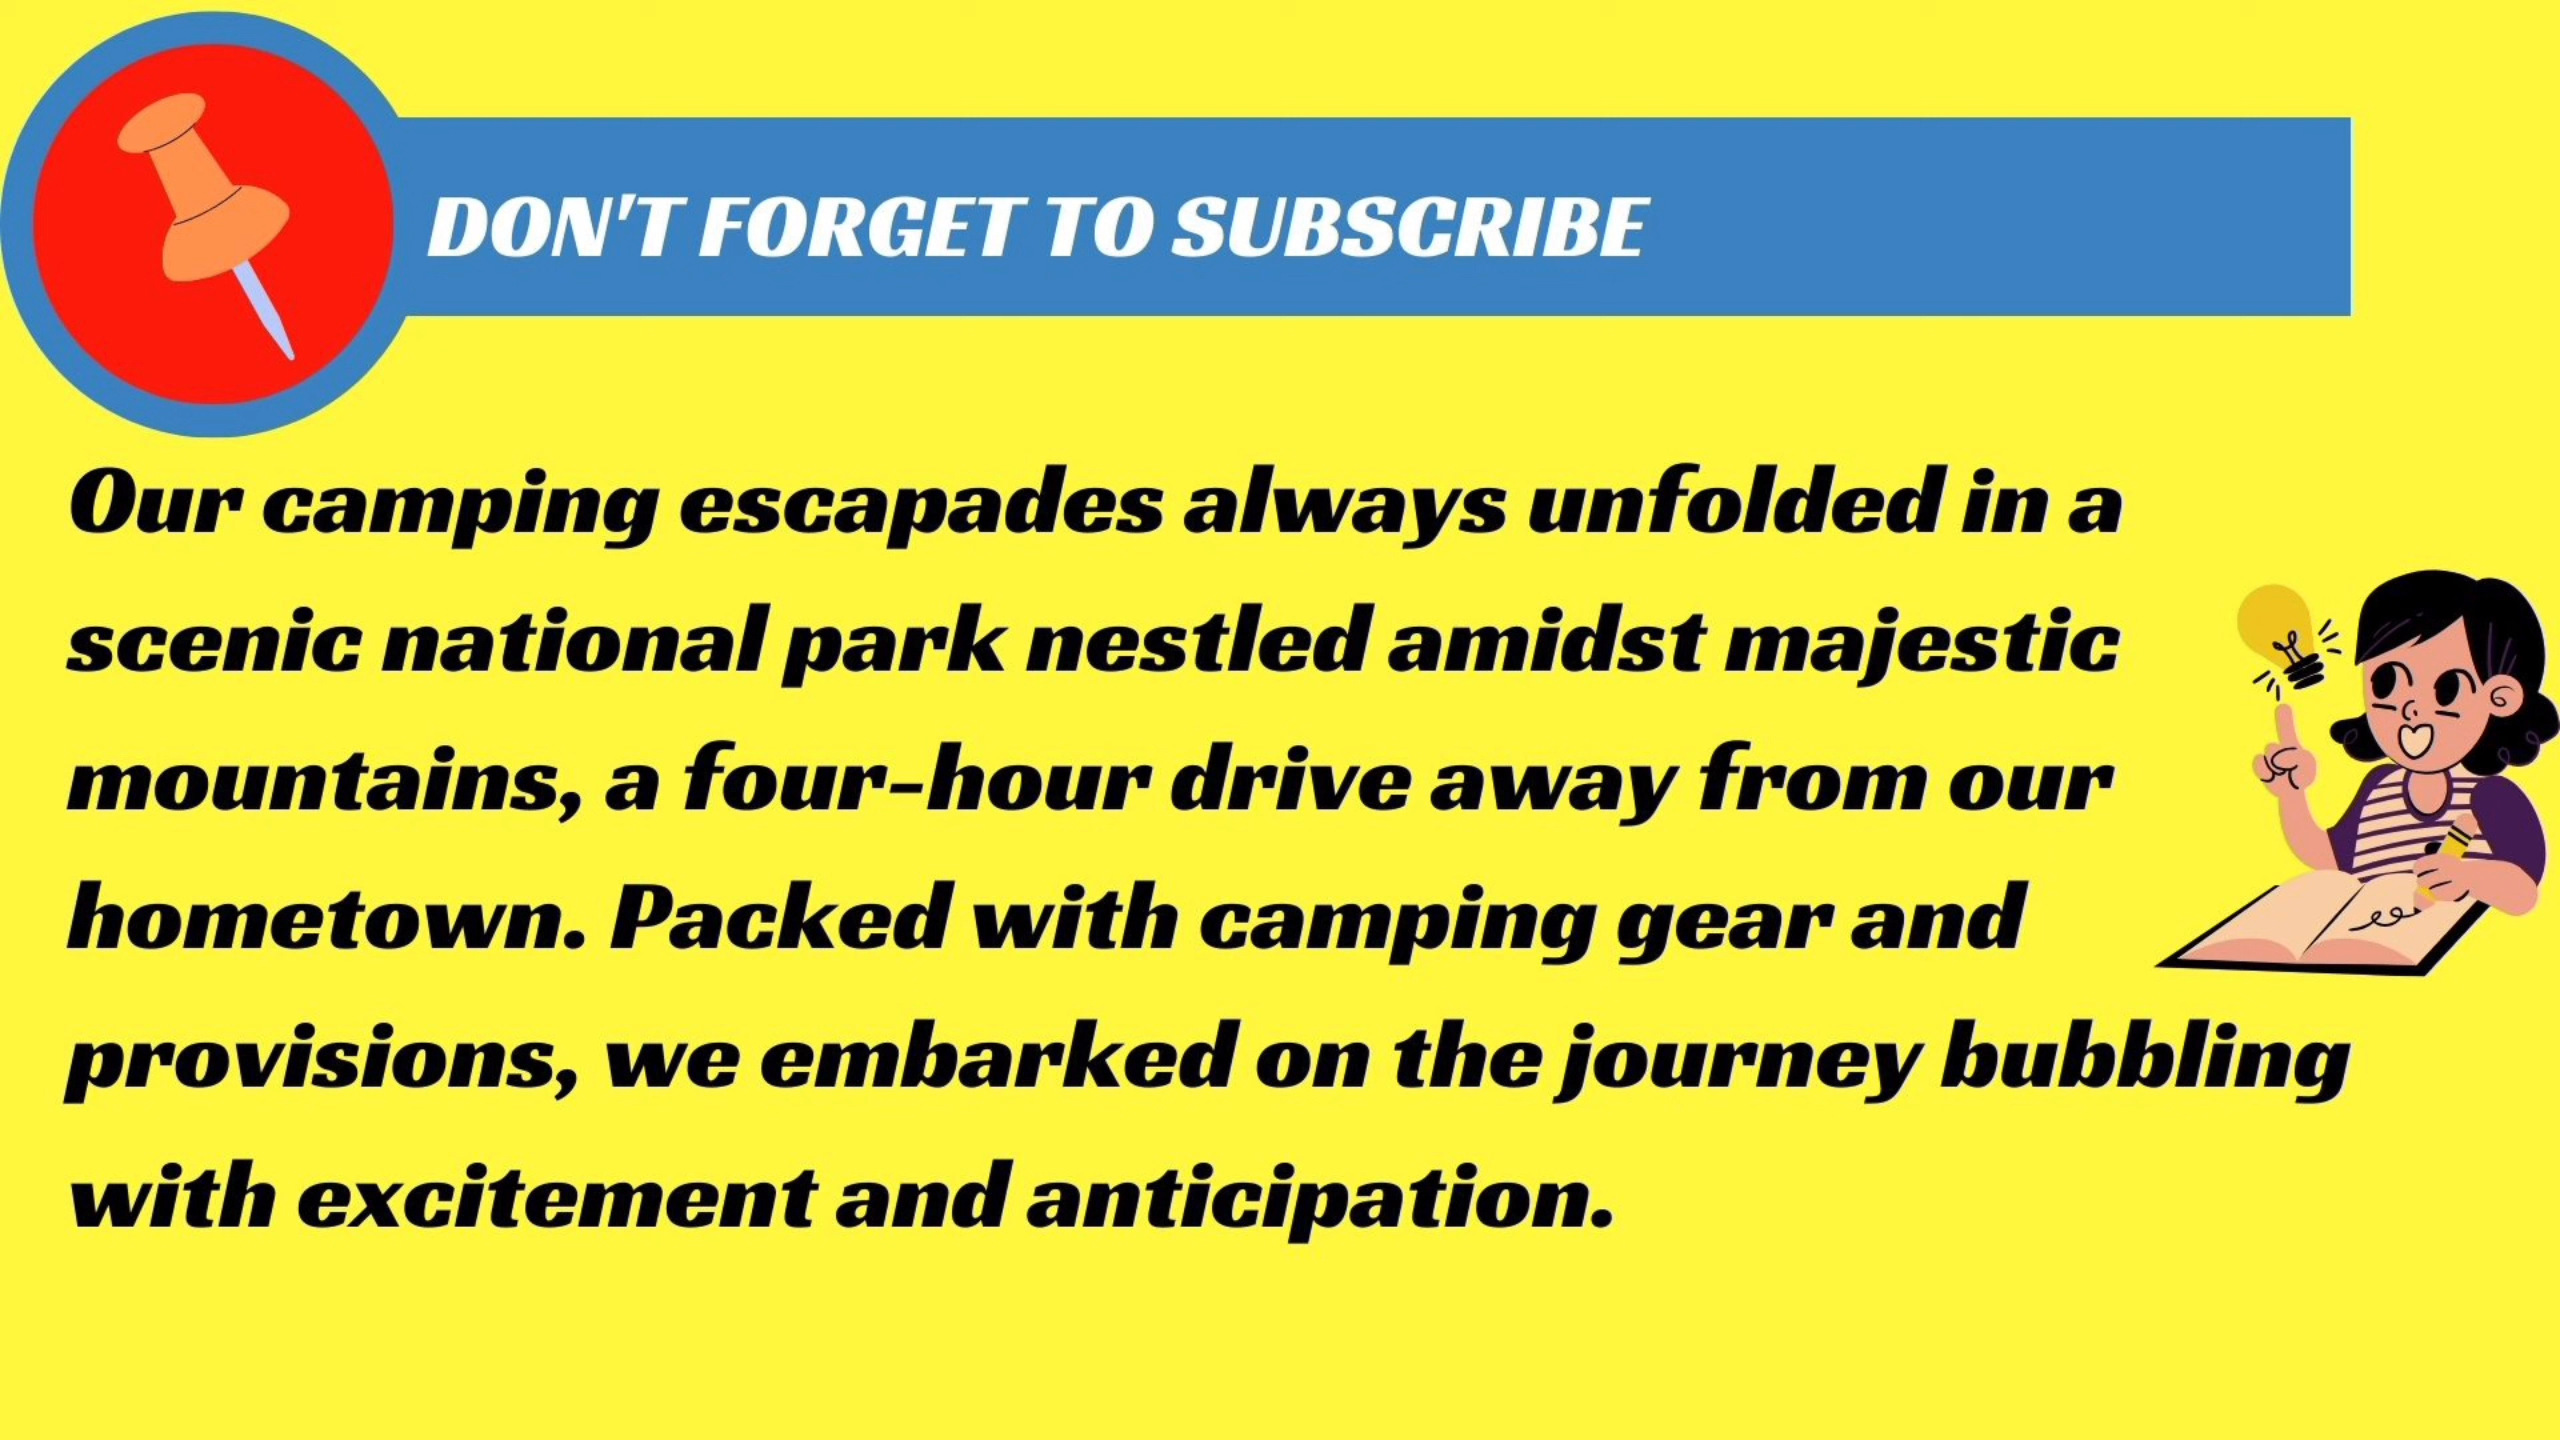 DON'T FORGET TO SUBSCRIBE
Our camping escapades always unfolded in a
scenic national park nestled amidst majestic
mountains, a four-hour drive away from our
hometown. Packed with camping gear and
provisions, we embarked on the journey bubbling
with excitement and anticipation.